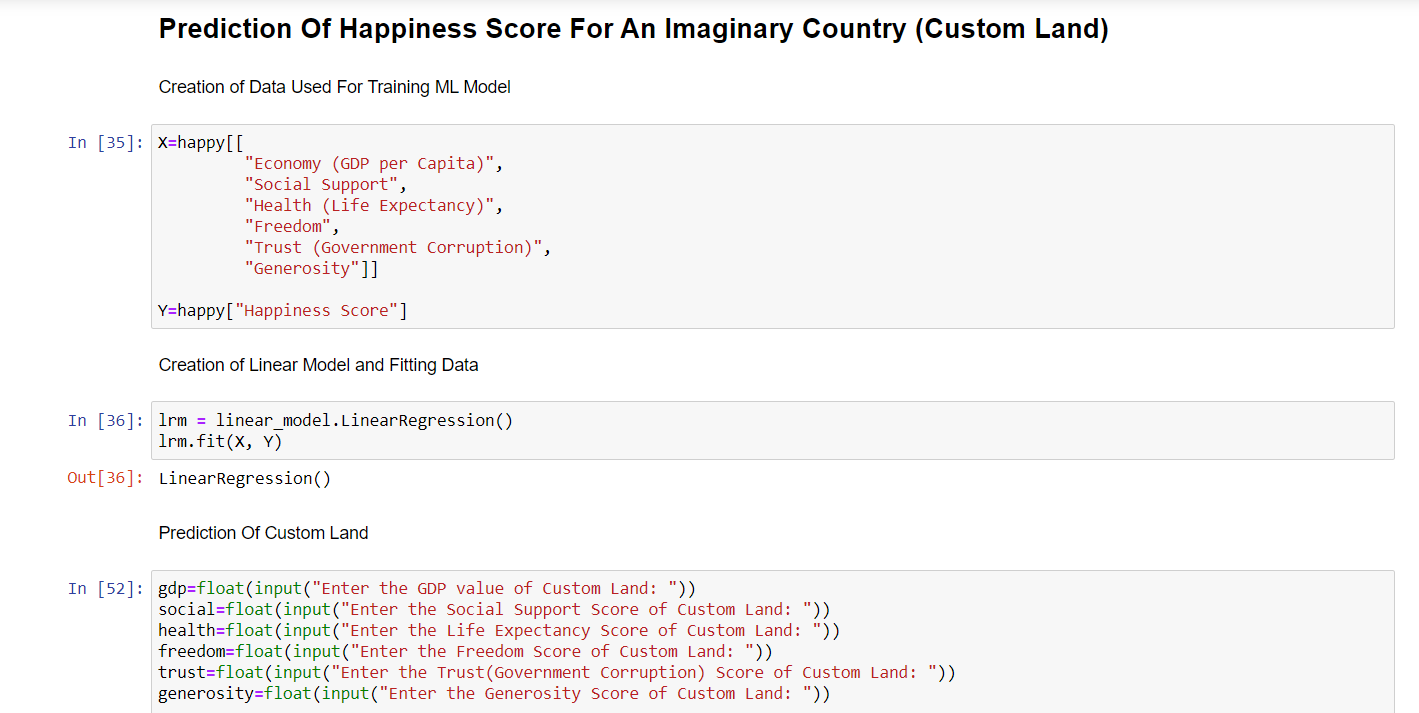 Prediction Of Happiness Score For An Imaginary Country (Custom Land)
Creation of Data Used For Training ML Model
In [35]: X=happy[[
"Economy (GDP per Capita)",
"Social Support",
"Health (Life Expectancy)",
"Freedom",
"Trust (Government Corruption)",
"Generosity"]]
Y=happy["Happiness Score"]
Creation of Linear Model and Fitting Data
In [36]: lrm = linear_model.LinearRegression()
lrm.fit(X, Y)
Out[36]: LinearRegression()
Prediction Of Custom Land
In [52]: gdp=float(input("Enter the GDP value of Custom Land: "))
social=float(input("Enter the Social Support Score of Custom Land: "))
health=float(input("Enter the Life Expectancy Score of Custom Land: "))
freedom=float(input("Enter the Freedom Score of Custom Land: "))
trust=float(input("Enter the Trust(Government Corruption) Score of Custom Land: "))
generosity=float(input("Enter the Generosity Score of Custom Land: "))